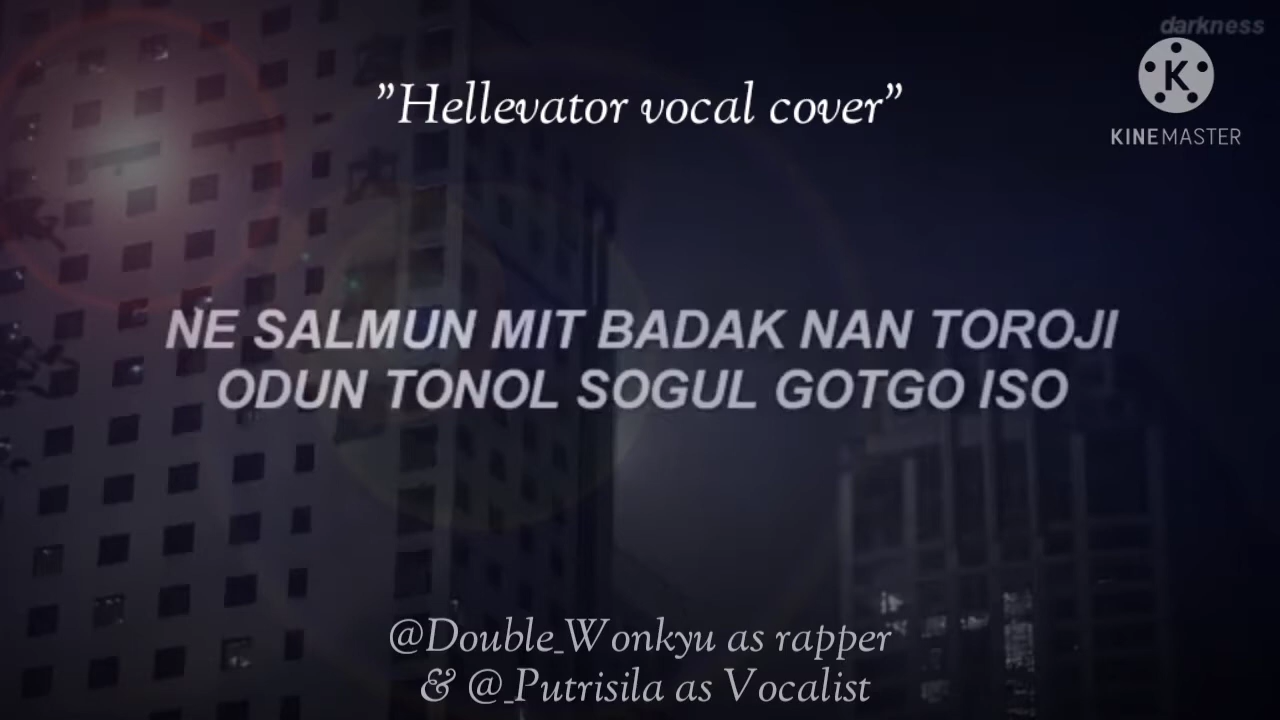 darkness
"Hellevator vocal cover"
K
KINEMASTER
NE SALMUN MIT BADAK NAN TOROJI
ODUN TONOL SOGUL GOTGO ISO
@Double_Wonkyu as rapper
& @_Putrisila as Vocalist